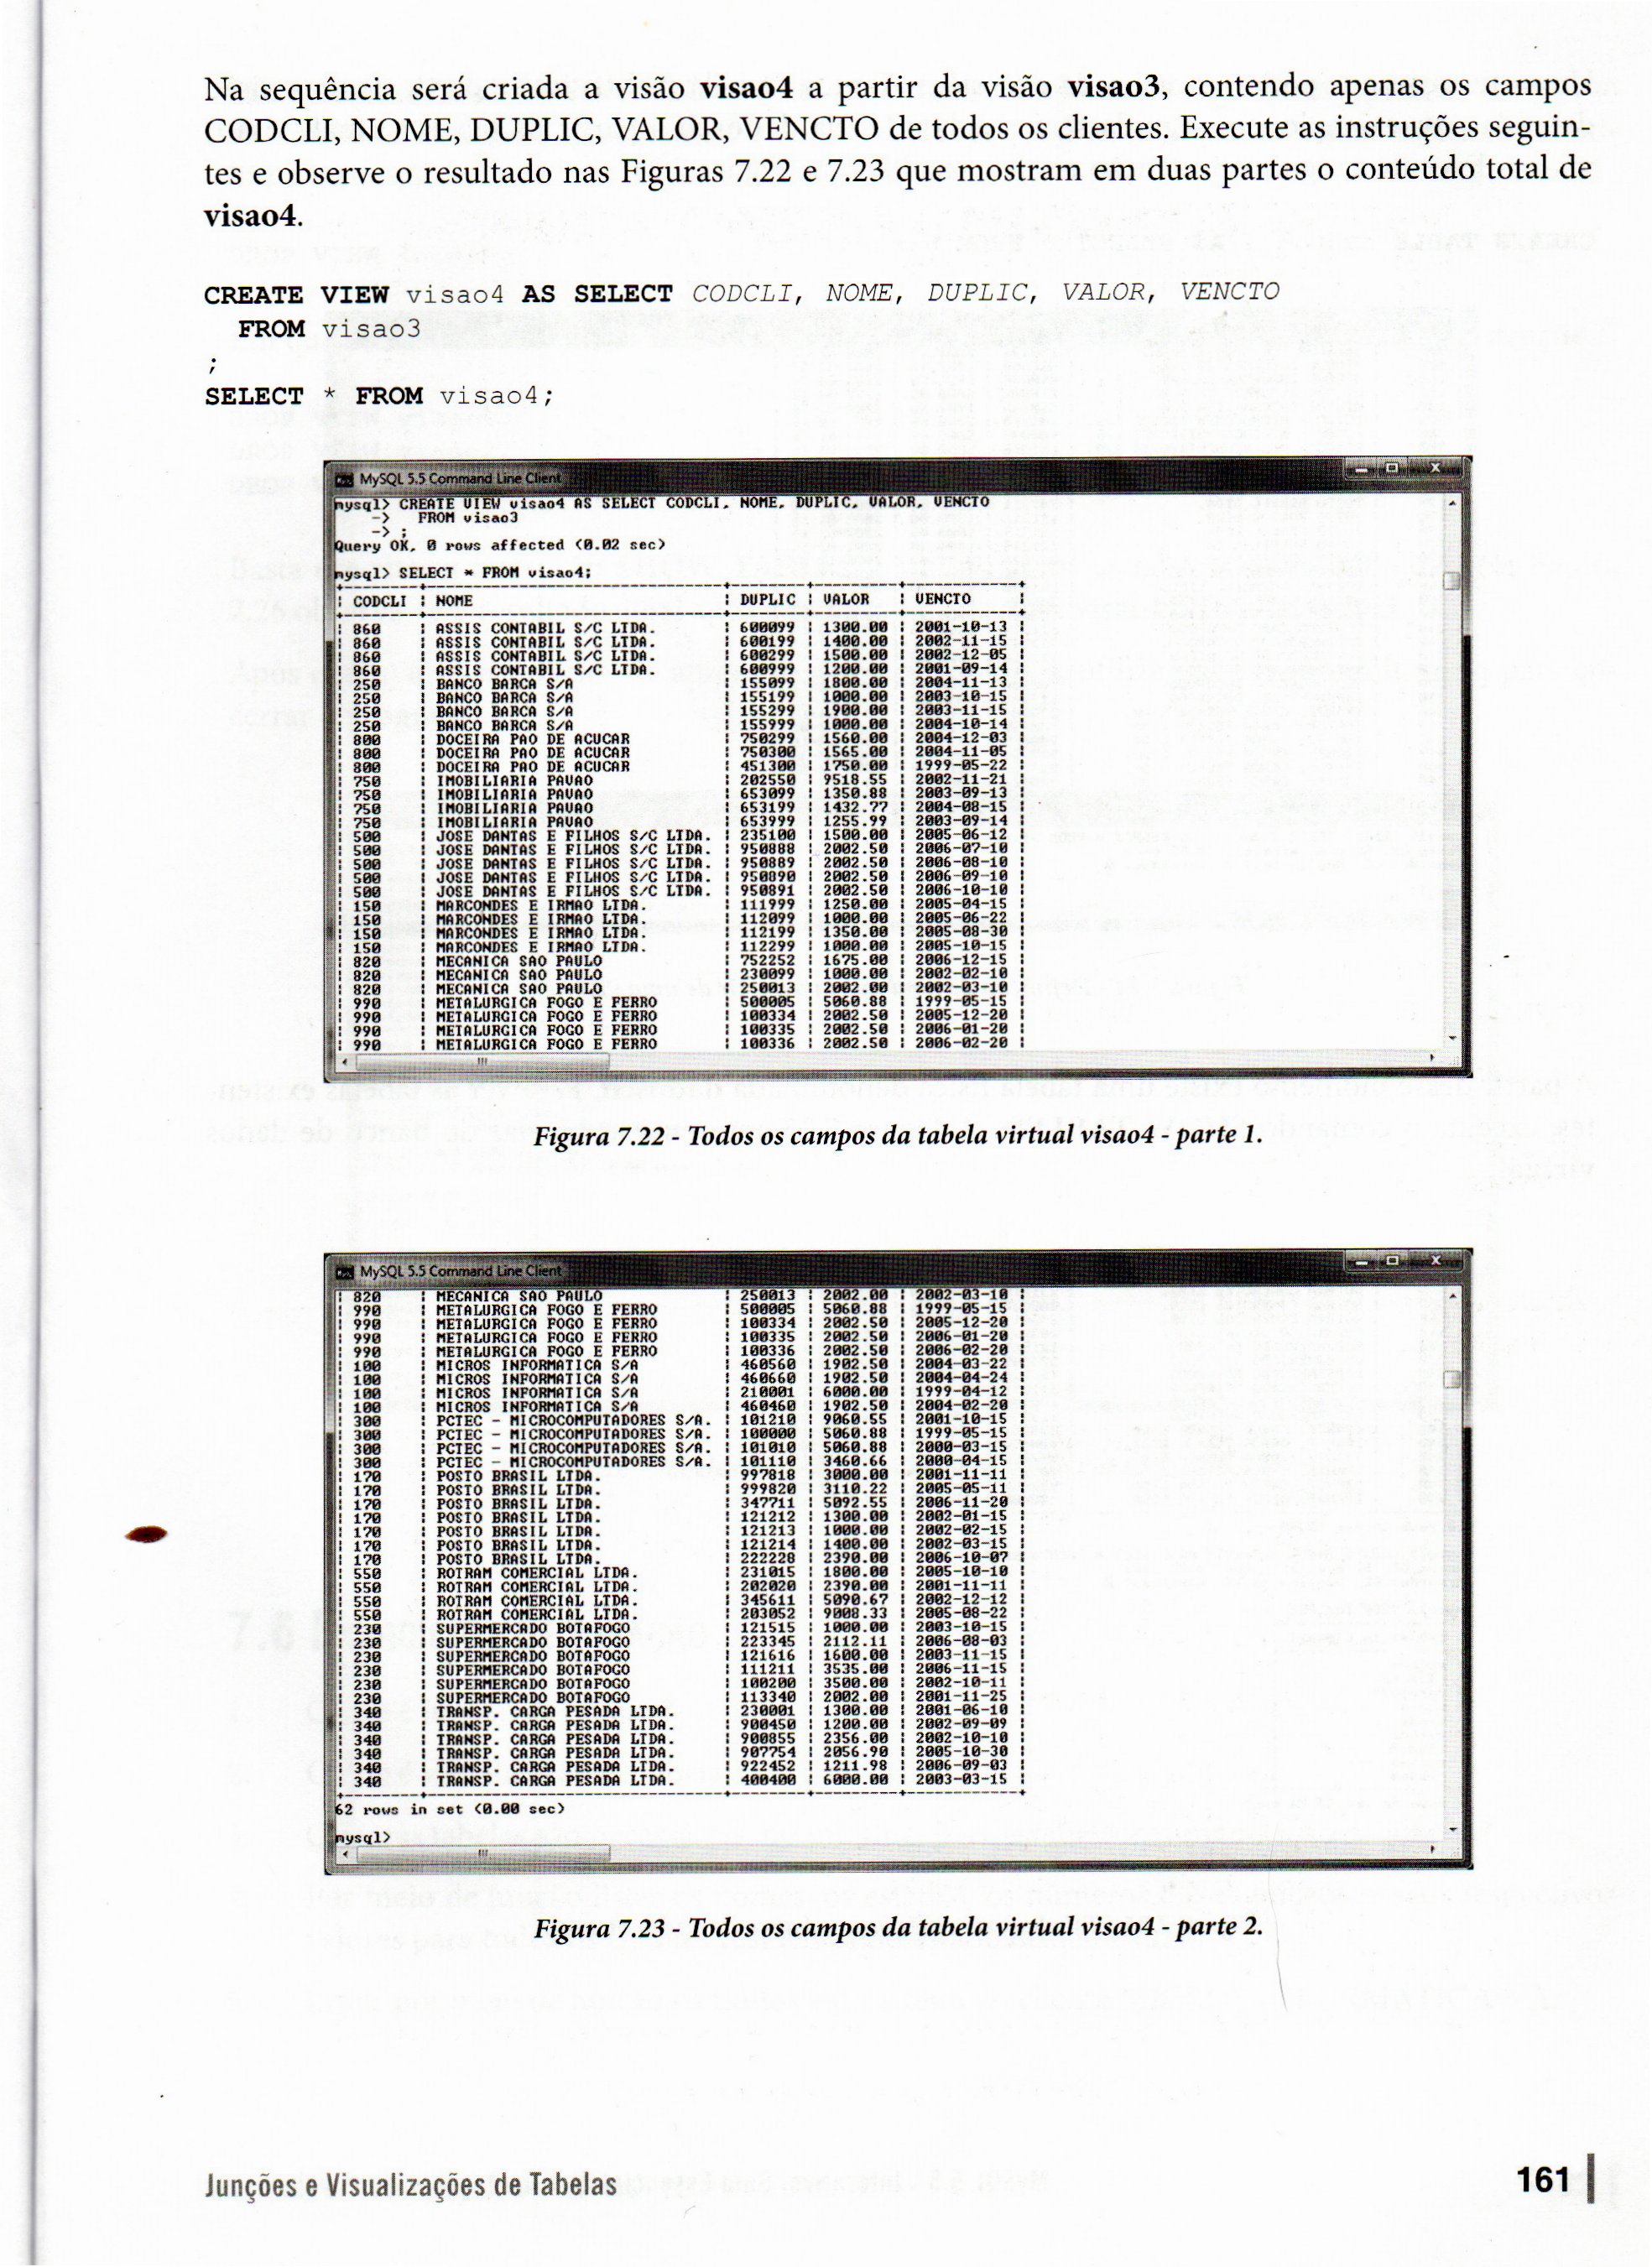 Na sequência será criada a visão visao4 a partir da visão visao3, contendo apenas os campos
CODCLI, NOME, DUPLIC, VALOR, VENCTO de todos os clientes. Execute as instruções seguin-
tes e observe o resultado nas Figuras 7.22 e 7.23 que mostram em duas partes o conteúdo total de
visao4.
CREATE VIEW visao4 AS SELECT CODCLI, NOME, DUPLIC, VALOR, VENCTO
FROM visao3
;
SELECT * FROM visao4;
MySQL 5.5 Command Line Client
mysql> CREATE VIEW visao4 AS SELECT CODCLI, NOME, DUPLIC, VALOR, VENCTO
-> FROM visao3
-> ;
Query OK, 0 rows affected (0.02 sec)
mysql> SELECT * FROM visao4;
| CODCLI | NOME | DUPLIC | VALOR | VENCTO |
| 860 | ASSIS CONTABIL S/C LTDA. | 600099 | 1300.00 | 2001-10-13 |
| 860 | ASSIS CONTABIL S/C LTDA. | 600199 | 1400.00 | 2002-11-15 |
| 860 | ASSIS CONTABIL S/C LTDA. | 600299 | 1500.00 | 2002-12-05 |
| 860 | ASSIS CONTABIL S/C LTDA. | 600999 | 1200.00 | 2001-09-14 |
| 250 | BANCO BARCA S/A | 155099 | 1800.00 | 2004-11-13 |
| 250 | BANCO BARCA S/A | 155199 | 1000.00 | 2003-10-15 |
| 250 | BANCO BARCA S/A | 155299 | 1900.00 | 2003-11-15 |
| 250 | BANCO BARCA S/A | 155999 | 1000.00 | 2004-10-14 |
| 800 | DOCEIRA PAO DE ACUCAR | 750299 | 1560.00 | 2004-12-03 |
| 800 | DOCEIRA PAO DE ACUCAR | 750300 | 1565.00 | 2004-11-05 |
| 800 | DOCEIRA PAO DE ACUCAR | 451300 | 1750.00 | 1999-05-22 |
| 750 | IMOBILIARIA PAVAO | 202550 | 9518.55 | 2002-11-21 |
| 750 | IMOBILIARIA PAVAO | 653099 | 1350.88 | 2003-09-13 |
| 750 | IMOBILIARIA PAVAO | 653199 | 1432.77 | 2004-08-15 |
| 750 | IMOBILIARIA PAVAO | 653999 | 1255.99 | 2003-09-14 |
| 500 | JOSE DANTAS E FILHOS S/C LTDA. | 235100 | 1500.00 | 2005-06-12 |
| 500 | JOSE DANTAS E FILHOS S/C LTDA. | 950888 | 2002.50 | 2006-07-10 |
| 500 | JOSE DANTAS E FILHOS S/C LTDA. | 950889 | 2002.50 | 2006-08-10 |
| 500 | JOSE DANTAS E FILHOS S/C LTDA. | 950890 | 2002.50 | 2006-09-10 |
| 500 | JOSE DANTAS E FILHOS S/C LTDA. | 950891 | 2002.50 | 2006-10-10 |
| 150 | MARCONDES E IRMAO LTDA. | 111999 | 1250.00 | 2005-04-15 |
| 150 | MARCONDES E IRMAO LTDA. | 112099 | 1000.00 | 2005-06-22 |
| 150 | MARCONDES E IRMAO LTDA. | 112199 | 1350.00 | 2005-08-30 |
| 150 | MARCONDES E IRMAO LTDA. | 112299 | 1000.00 | 2005-10-15 |
| 820 | MECANICA SAO PAULO | 752252 | 1675.00 | 2006-12-15 |
| 820 | MECANICA SAO PAULO | 230099 | 1000.00 | 2002-02-10 |
| 820 | MECANICA SAO PAULO | 250013 | 2002.00 | 2002-03-10 |
| 990 | METALURGICA FOGO E FERRO | 500005 | 5060.88 | 1999-05-15 |
| 990 | METALURGICA FOGO E FERRO | 100334 | 2002.50 | 2005-12-20 |
| 990 | METALURGICA FOGO E FERRO | 100335 | 2002.50 | 2006-01-20 |
| 990 | METALURGICA FOGO E FERRO | 100336 | 2002.50 | 2006-02-20 |
Figura 7.22 - Todos os campos da tabela virtual visao4 - parte 1.
MySQL 5.5 Command Line Client
| 820 | MECANICA SAO PAULO | 250013 | 2002.00 | 2002-03-10 |
| 990 | METALURGICA FOGO E FERRO | 500005 | 5060.88 | 1999-05-15 |
| 990 | METALURGICA FOGO E FERRO | 100334 | 2002.50 | 2005-12-20 |
| 990 | METALURGICA FOGO E FERRO | 100335 | 2002.50 | 2006-01-20 |
| 990 | METALURGICA FOGO E FERRO | 100336 | 2002.50 | 2006-02-20 |
| 100 | MICROS INFORMATICA S/A | 460560 | 1902.50 | 2004-03-22 |
| 100 | MICROS INFORMATICA S/A | 460660 | 1902.50 | 2004-04-24 |
| 100 | MICROS INFORMATICA S/A | 210001 | 6000.00 | 1999-04-12 |
| 100 | MICROS INFORMATICA S/A | 460460 | 1902.50 | 2004-02-20 |
| 300 | PCTEC - MICROCOMPUTADORES S/A. | 101210 | 9060.55 | 2001-10-15 |
| 300 | PCTEC - MICROCOMPUTADORES S/A. | 100000 | 5060.88 | 1999-05-15 |
| 300 | PCTEC - MICROCOMPUTADORES S/A. | 101010 | 5060.88 | 2000-03-15 |
| 300 | PCTEC - MICROCOMPUTADORES S/A. | 101110 | 3460.66 | 2000-04-15 |
| 170 | POSTO BRASIL LTDA. | 997818 | 3000.00 | 2001-11-11 |
| 170 | POSTO BRASIL LTDA. | 999820 | 3110.22 | 2005-05-11 |
| 170 | POSTO BRASIL LTDA. | 347711 | 5092.55 | 2006-11-20 |
| 170 | POSTO BRASIL LTDA. | 121212 | 1300.00 | 2002-01-15 |
| 170 | POSTO BRASIL LTDA. | 121213 | 1000.00 | 2002-02-15 |
| 170 | POSTO BRASIL LTDA. | 121214 | 1400.00 | 2002-03-15 |
| 170 | POSTO BRASIL LTDA. | 222228 | 2390.00 | 2006-10-07 |
| 550 | ROTRAM COMERCIAL LTDA. | 231015 | 1800.00 | 2005-10-10 |
| 550 | ROTRAM COMERCIAL LTDA. | 202020 | 2390.00 | 2001-11-11 |
| 550 | ROTRAM COMERCIAL LTDA. | 345611 | 5090.67 | 2002-12-12 |
| 550 | ROTRAM COMERCIAL LTDA. | 203052 | 9008.33 | 2005-08-22 |
| 230 | SUPERMERCADO BOTAFOGO | 121515 | 1000.00 | 2003-10-15 |
| 230 | SUPERMERCADO BOTAFOGO | 223345 | 2112.11 | 2006-08-03 |
| 230 | SUPERMERCADO BOTAFOGO | 121616 | 1600.00 | 2003-11-15 |
| 230 | SUPERMERCADO BOTAFOGO | 111211 | 3535.00 | 2006-11-15 |
| 230 | SUPERMERCADO BOTAFOGO | 100200 | 3500.00 | 2002-10-11 |
| 230 | SUPERMERCADO BOTAFOGO | 113340 | 2002.00 | 2001-11-25 |
| 340 | TRANSP. CARGA PESADA LTDA. | 230001 | 1300.00 | 2001-06-10 |
| 340 | TRANSP. CARGA PESADA LTDA. | 900450 | 1200.00 | 2002-09-09 |
| 340 | TRANSP. CARGA PESADA LTDA. | 900855 | 2356.00 | 2002-10-10 |
| 340 | TRANSP. CARGA PESADA LTDA. | 907754 | 2056.90 | 2005-10-30 |
| 340 | TRANSP. CARGA PESADA LTDA. | 922452 | 1211.98 | 2006-09-03 |
| 340 | TRANSP. CARGA PESADA LTDA. | 400400 | 6000.00 | 2003-03-15 |
62 rows in set (0.00 sec)
mysql>
Figura 7.23 - Todos os campos da tabela virtual visao4 - parte 2.
Junções e Visualizações de Tabelas 161